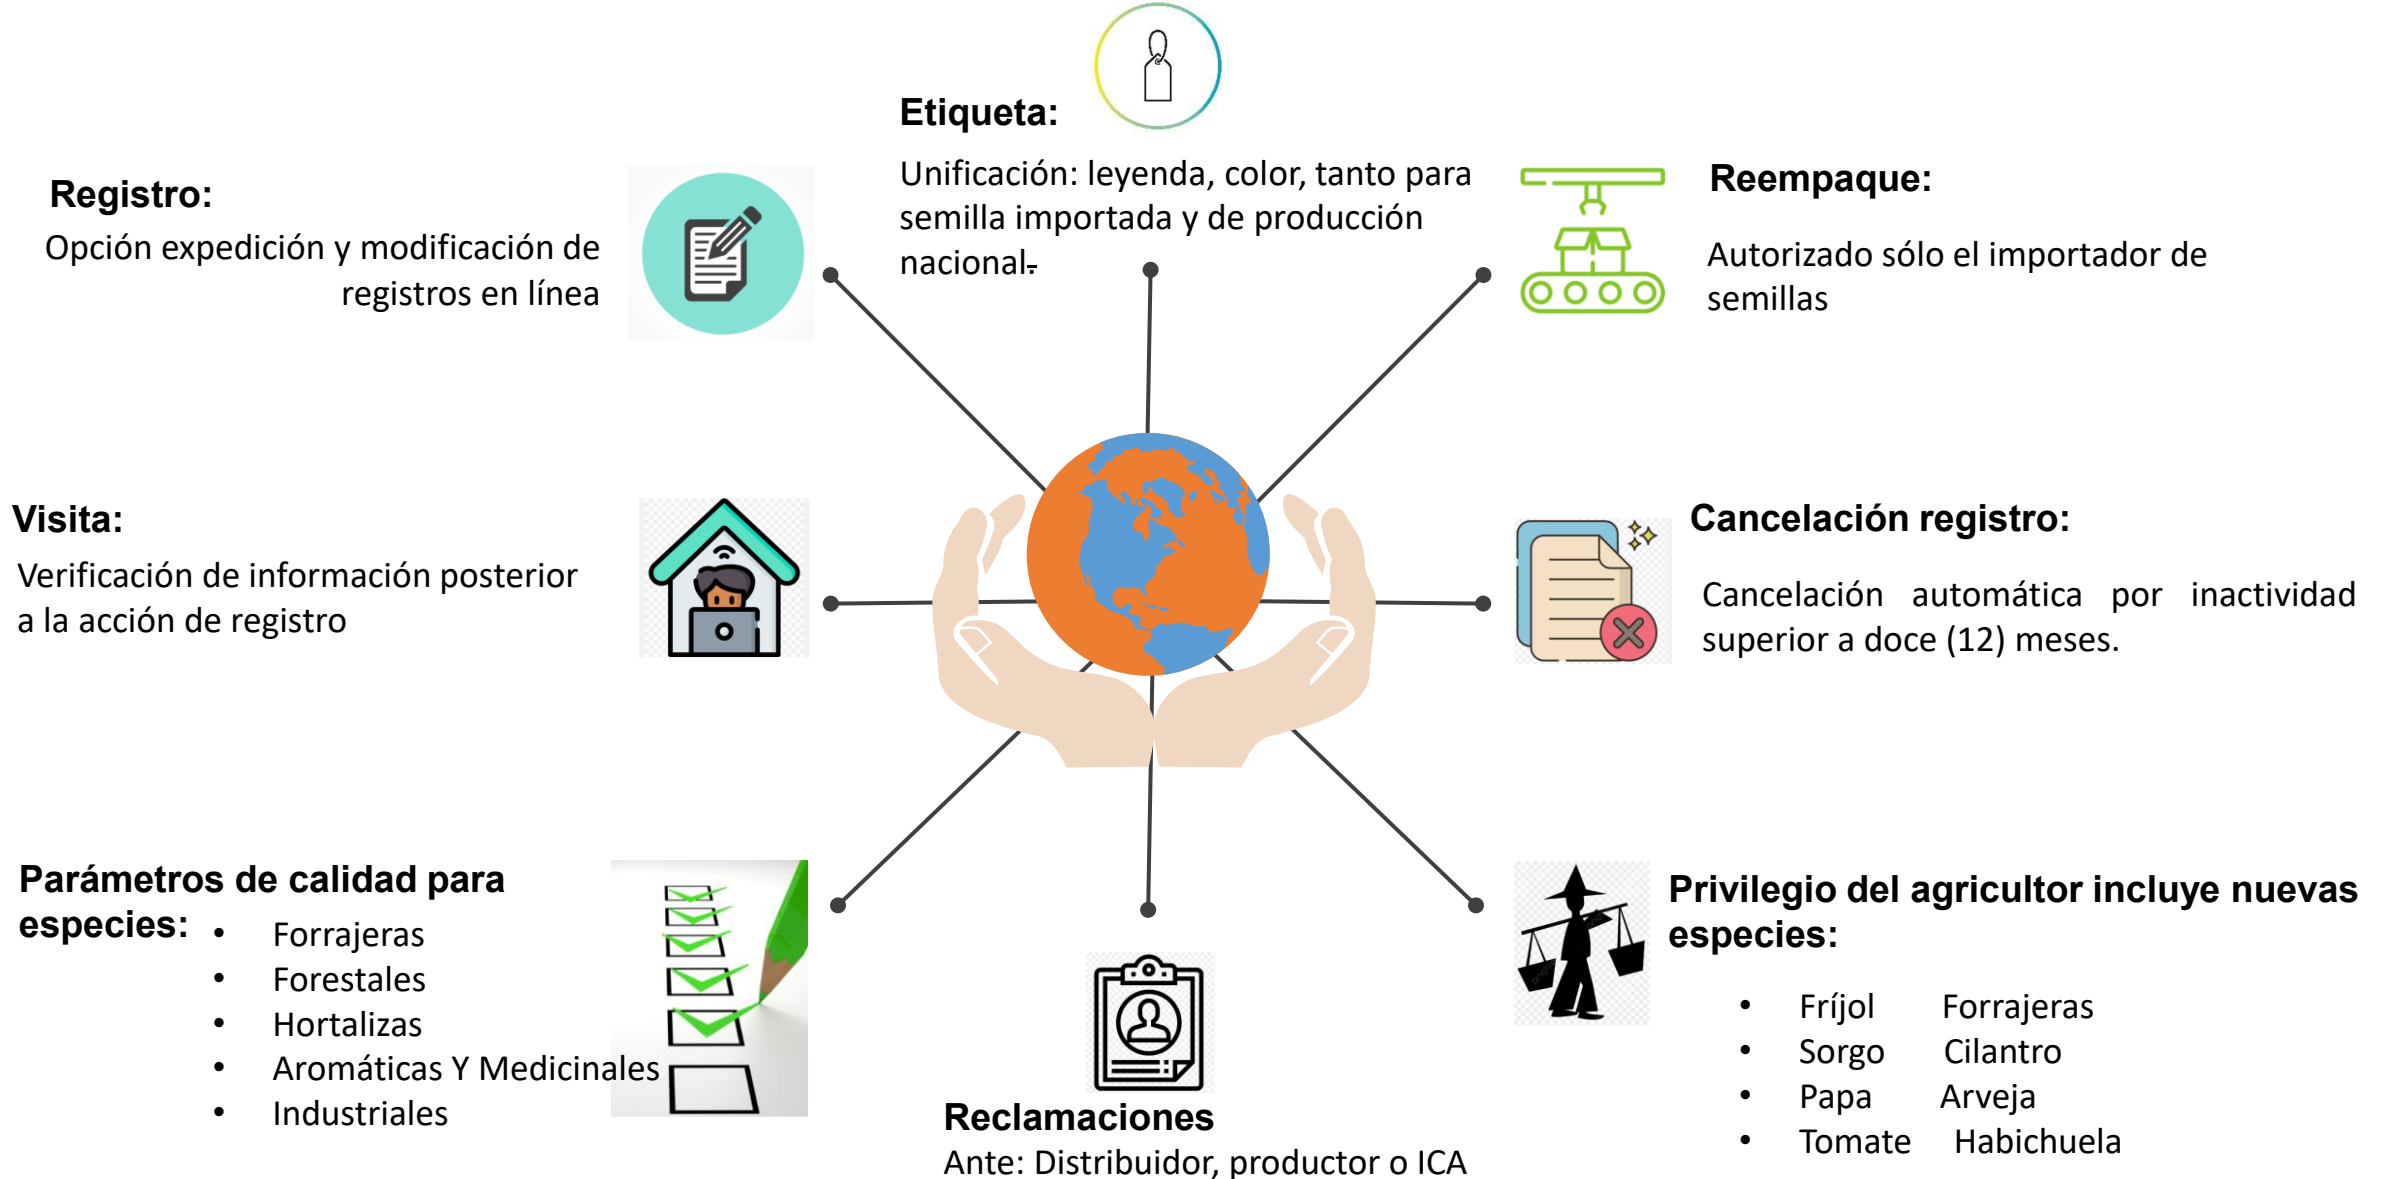 Etiqueta:
Unificación: leyenda, color, tanto para
semilla importada y de producción
nacional.
Registro:
Opción expedición y modificación de
registros en línea
Reempaque:
Autorizado sólo el importador de
semillas
Visita:
Verificación de información posterior
a la acción de registro
Cancelación registro:
Cancelación automática por inactividad
superior a doce (12) meses.
Parámetros de calidad para
especies:
• Forrajeras
• Forestales
• Hortalizas
• Aromáticas Y Medicinales
• Industriales
Reclamaciones
Ante: Distribuidor, productor o ICA
Privilegio del agricultor incluye nuevas
especies:
• Fríjol Forrajeras
• Sorgo Cilantro
• Papa Arveja
• Tomate Habichuela